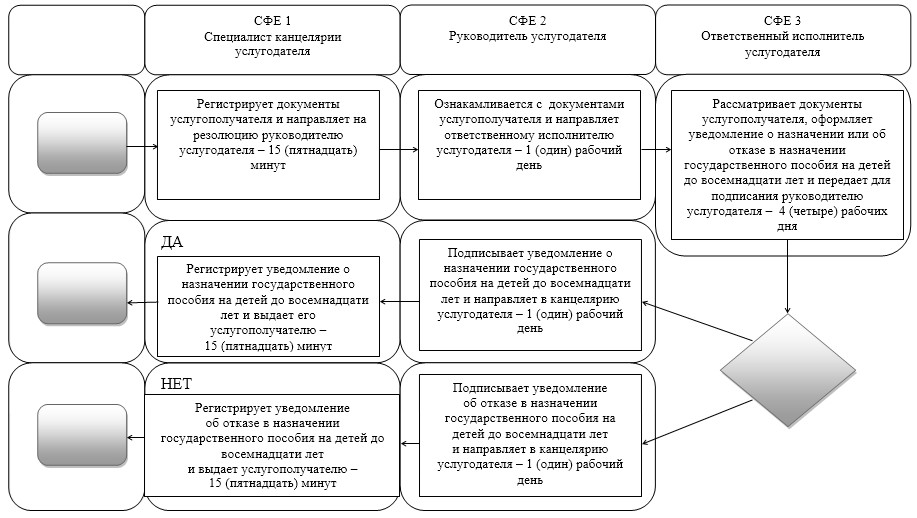 СФЕ 1
Специалист канцелярии
услугодателя
СФЕ 2
Руководитель услугодателя
СФЕ 3
Ответственный исполнитель
услугодателя
Регистрирует документы
услугополучателя и направляет на
резолюцию руководителю
услугодателя – 15 (пятнадцать)
минут
Ознакамливается с документами
услугополучателя и направляет
ответственному исполнителю
услугодателя – 1 (один) рабочий
день
Рассматривает документы
услугополучателя, оформляет
уведомление о назначении или об
отказе в назначении
государственного пособия на детей
до восемнадцати лет и передает для
подписания руководителю
услугодателя – 4 (четыре) рабочих
дня
ДА
Регистрирует уведомление о
назначении государственного
пособия на детей до восемнадцати
лет и выдает его
услугополучателю –
15 (пятнадцать) минут
Подписывает уведомление о
назначении государственного
пособия на детей до восемнадцати
лет и направляет в канцелярию
услугодателя – 1 (один) рабочий
день
НЕТ
Регистрирует уведомление
об отказе в назначении
государственного пособия на детей до
восемнадцати лет
и выдает услугополучателю –
15 (пятнадцать) минут
Подписывает уведомление
об отказе в назначении
государственного пособия на
детей до восемнадцати лет
и направляет в канцелярию
услугодателя – 1 (один) рабочий
день